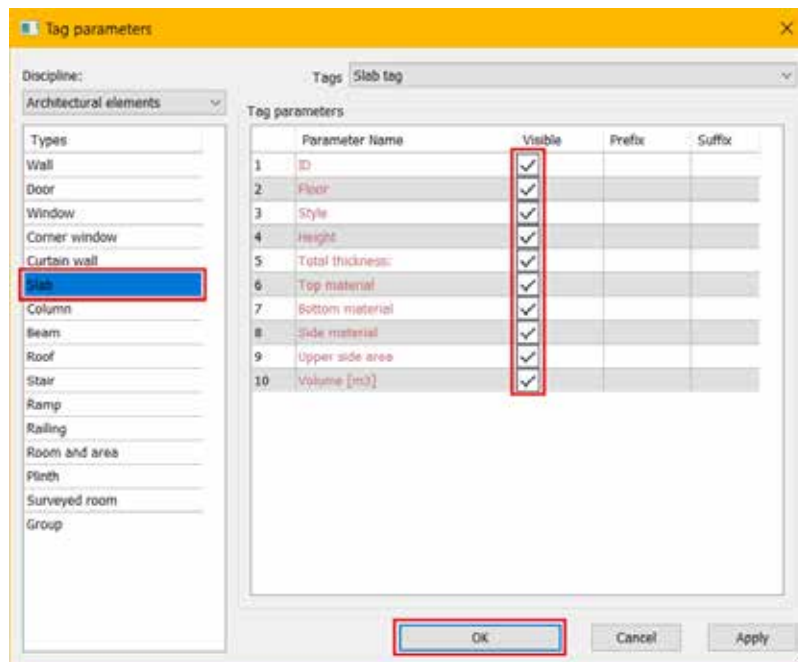 Tag parameters
Discipline:
Architectural elements
Tags Slab tag
Tag parameters
Types
Wall
Door
Window
Corner window
Curtain wall
Slab
Column
Beam
Roof
Stair
Ramp
Railing
Room and area
Plinth
Surveyed room
Group
Parameter Name Visible Prefix Suffix
1 ID
2 Floor
3 Style
4 Height
5 Total thickness:
6 Top material
7 Bottom material
8 Side material
9 Upper side area
10 Volume [m3]
OK Cancel Apply